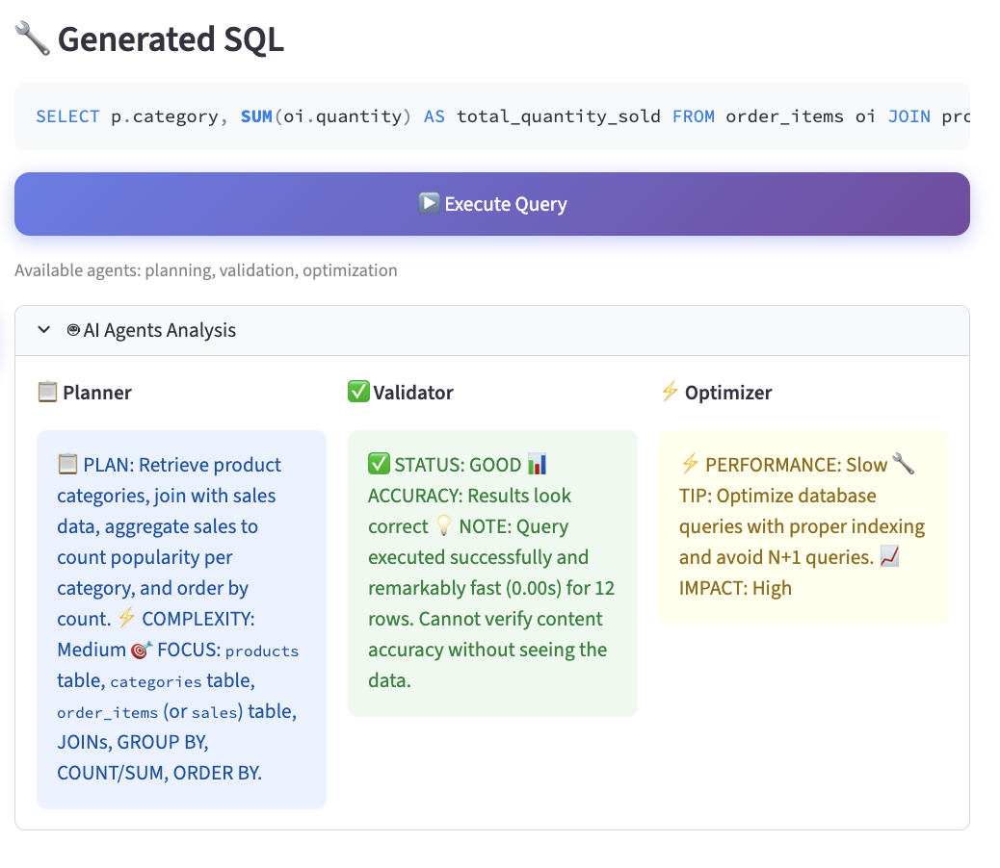 🔧 Generated SQL
SELECT p.category, SUM(oi.quantity) AS total_quantity_sold FROM order_items oi JOIN
▶️ Execute Query
Available agents: planning, validation, optimization
🤖 AI Agents Analysis
📋 Planner
📋 PLAN: Retrieve product
categories, join with sales
data, aggregate sales to
count popularity per
category, and order by
count. ⚡ COMPLEXITY:
Medium 🎯 FOCUS: products
table, categories table,
order_items (or sales) table,
JOINs, GROUP BY,
COUNT/SUM, ORDER BY.
✅ Validator
✅ STATUS: GOOD 📊
ACCURACY: Results look
correct 💡 NOTE: Query
executed successfully and
remarkably fast (0.00s) for 12
rows. Cannot verify content
accuracy without seeing the
data.
⚡ Optimizer
⚡ PERFORMANCE: Slow 🔧
TIP: Optimize database
queries with proper indexing
and avoid N+1 queries. 📈
IMPACT: High